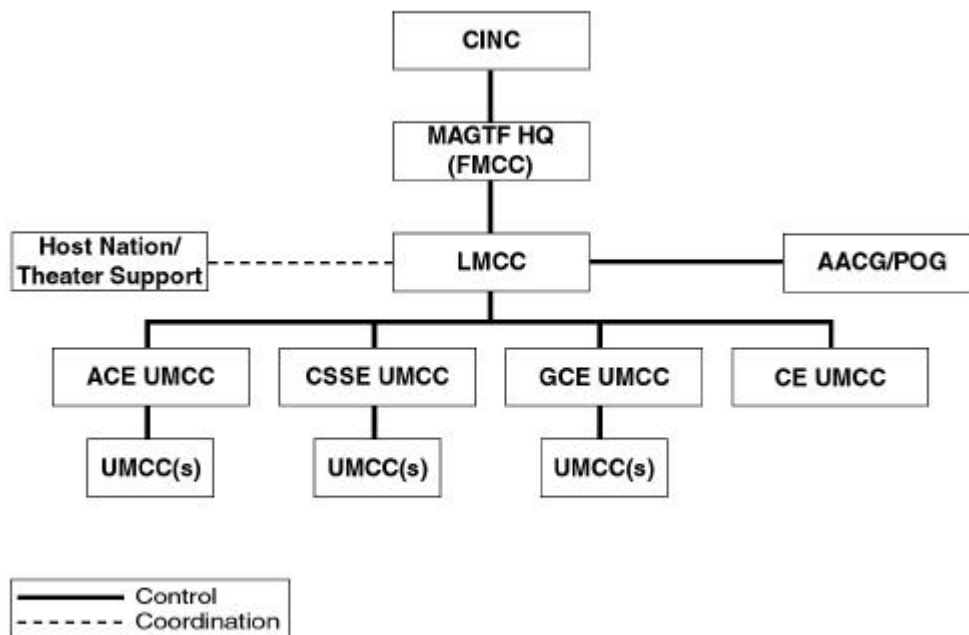 CINC
MAGTF HQ
(FMCC)
Host Nation/
Theater Support
LMCC
AACG/POG
ACE UMCC
CSSE UMCC
GCE UMCC
CE UMCC
UMCC(s)
UMCC(s)
UMCC(s)
Control
Coordination